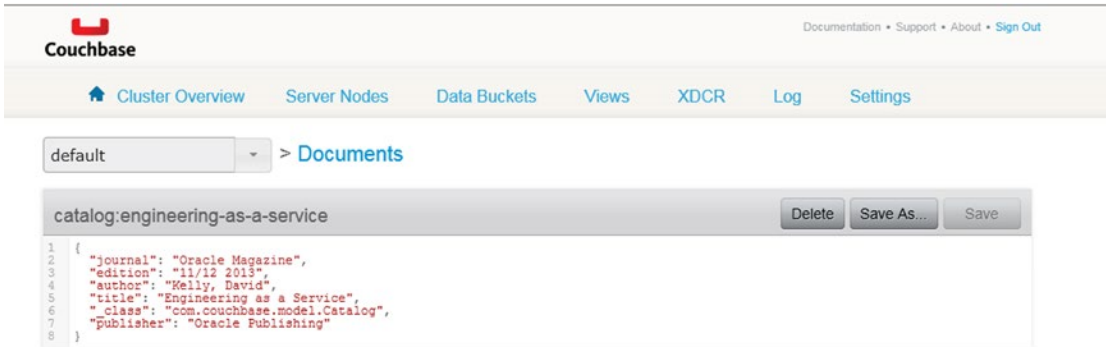 Couchbase
Documentation • Support • About • Sign Out
Cluster Overview Server Nodes Data Buckets Views XDCR Log Settings
default > Documents
catalog:engineering-as-a-service Delete Save As... Save
1 {
2 "journal": "Oracle Magazine",
3 "edition": "11/12 2013",
4 "author": "Kelly, David",
5 "title": "Engineering as a Service",
6 "_class": "com.couchbase.model.Catalog",
7 "publisher": "Oracle Publishing"
8 }